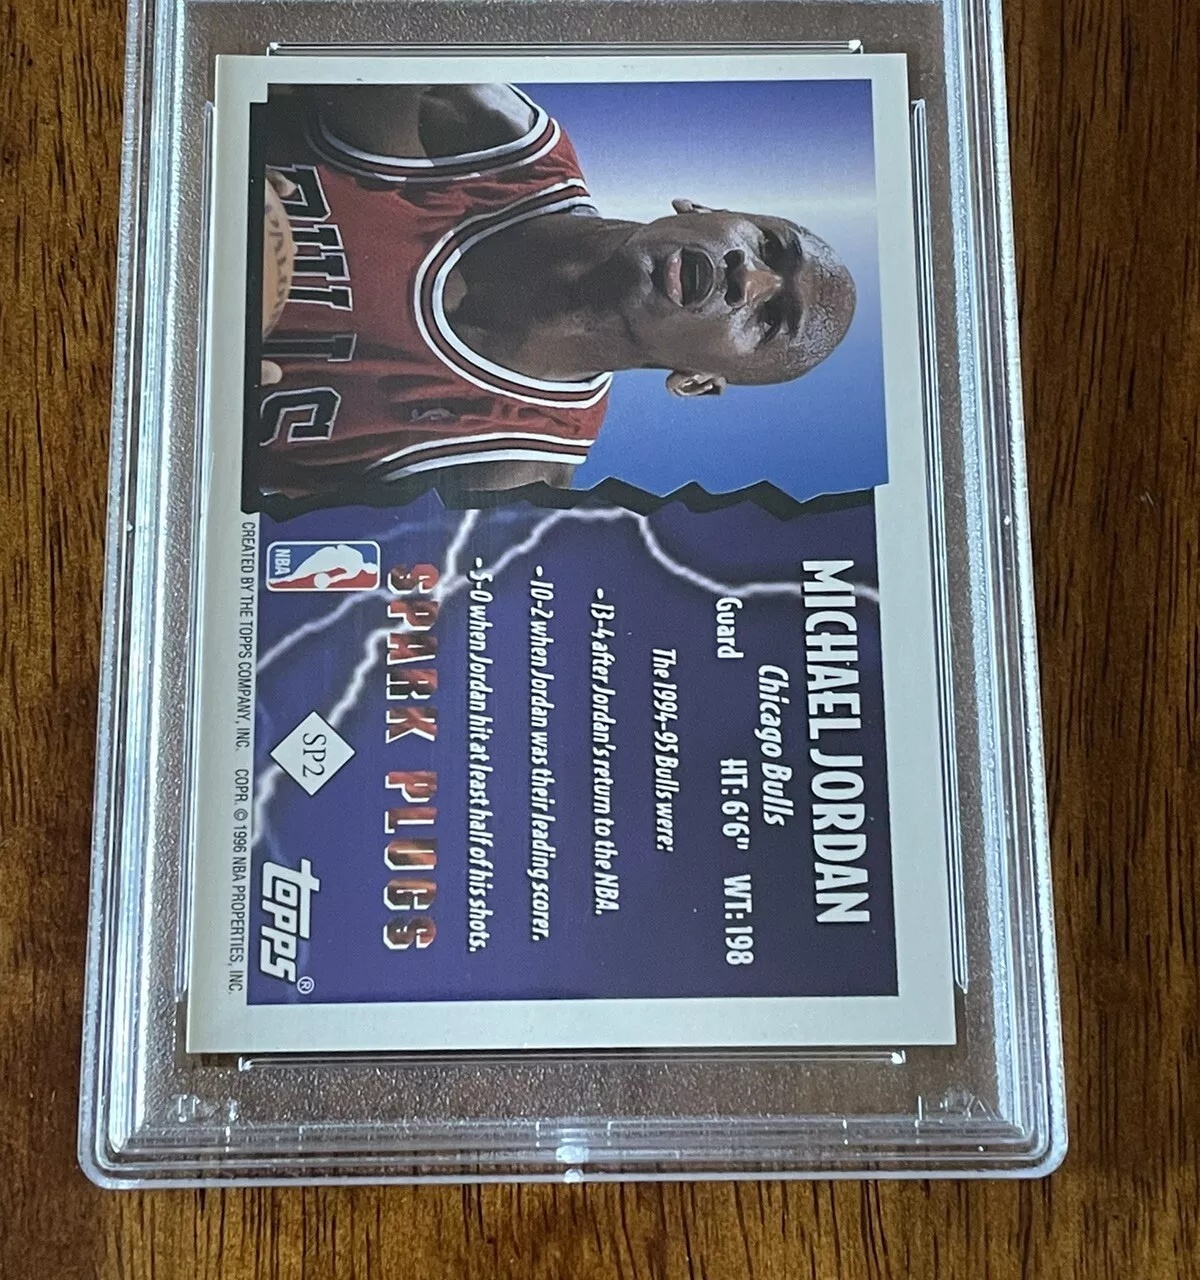 MICHAEL JORDAN
Chicago Bulls
Guard HT: 6'6" WT: 198
The 1994-95 Bulls were:
-13-4 after Jordan's return to the NBA.
-10-2 when Jordan was their leading scorer.
-5-0 when Jordan hit at least half of his shots.
SPARK PLUGS
BULLS
NBA
SP2
TOPPS®
CREATED BY THE TOPPS COMPANY, INC. COPR. © 1996 NBA PROPERTIES, INC.